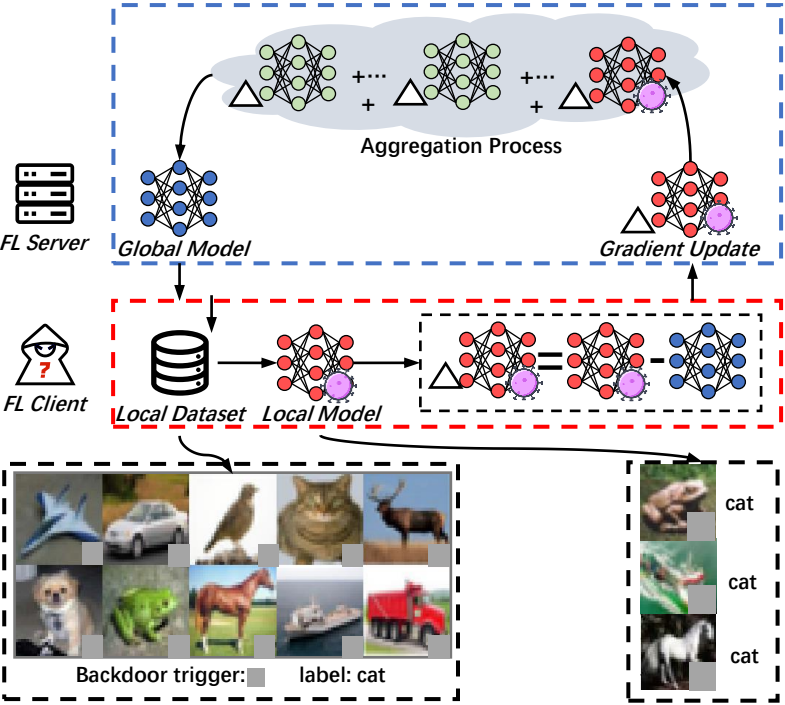 +··· +···
+ +
Aggregation Process
FL Server
Global Model
Gradient Update
?
= -
FL Client
Local Dataset
Local Model
cat
cat
cat
Backdoor trigger: label: cat